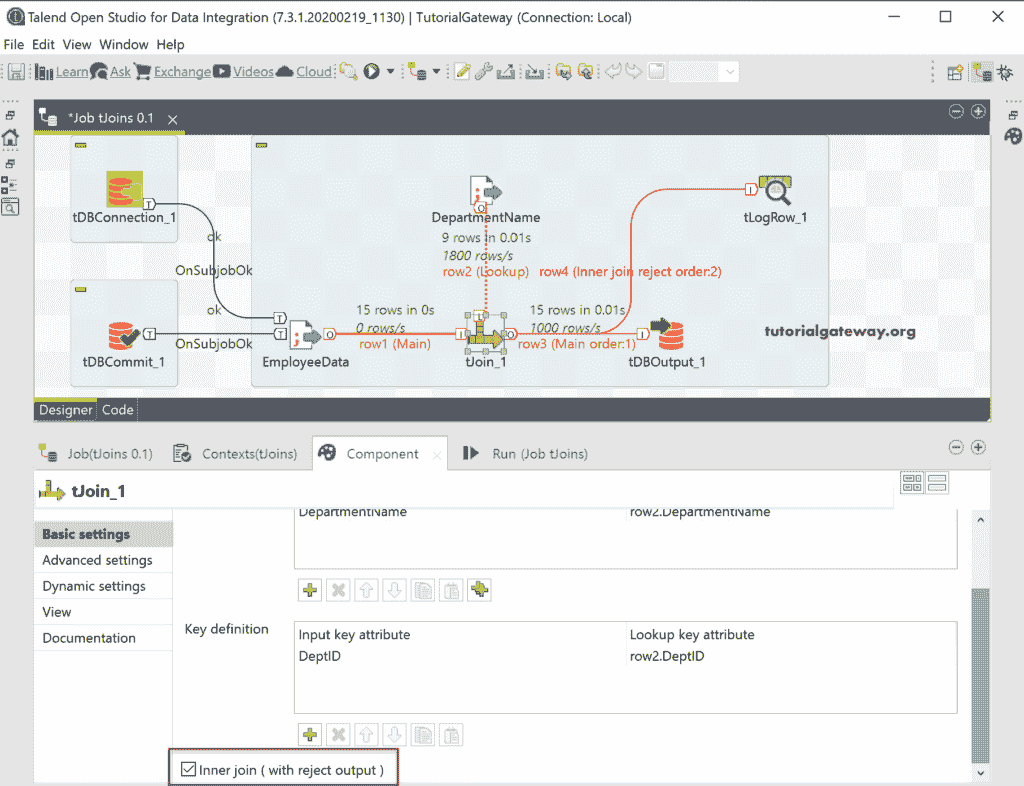 Talend Open Studio for Data Integration (7.3.1.20200219_1130) | TutorialGateway (Connection: Local)
File Edit View Window Help
Learn Ask Exchange Videos Cloud
*Job tJoins 0.1
tDBConnection_1
DepartmentName
tLogRow_1
ok
9 rows in 0.01s
1800 rows/s
OnSubjobOk
row2 (Lookup) row4 (Inner join reject order:2)
ok
15 rows in 0s
15 rows in 0.01s
0 rows/s
1000 rows/s
tutorialgateway.org
OnSubjobOk
row1 (Main)
row3 (Main order:1)
tDBCommit_1
EmployeeData
tJoin_1
tDBOutput_1
Designer Code
Job(tJoins 0.1) Contexts(tJoins) Component Run (Job tJoins)
tJoin_1
DepartmentName row2.DepartmentName
Basic settings
Advanced settings
Dynamic settings
View
Documentation
Key definition
Input key attribute Lookup key attribute
DeptID row2.DeptID
Inner join ( with reject output )